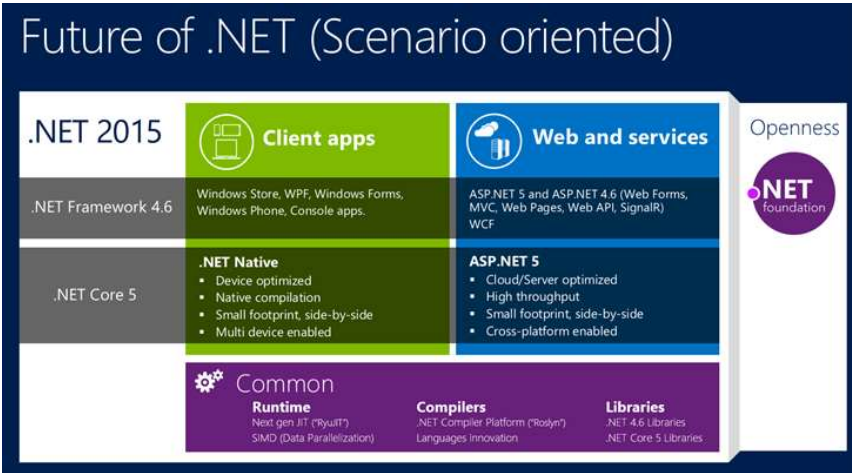 Future of .NET (Scenario oriented)
.NET 2015
Client apps
Web and services
Openness
.NET
foundation
.NET Framework 4.6
Windows Store, WPF, Windows Forms,
Windows Phone, Console apps.
ASP.NET 5 and ASP.NET 4.6 (Web Forms,
MVC, Web Pages, Web API, SignalR)
WCF
.NET Core 5
.NET Native
▪ Device optimized
▪ Native compilation
▪ Small footprint, side-by-side
▪ Multi device enabled
ASP.NET 5
▪ Cloud/Server optimized
▪ High throughput
▪ Small footprint, side-by-side
▪ Cross-platform enabled
Common
Runtime
Next gen JIT ("RyuJIT")
SIMD (Data Parallelization)
Compilers
.NET Compiler Platform ("Roslyn")
Languages innovation
Libraries
.NET 4.6 Libraries
.NET Core 5 Libraries